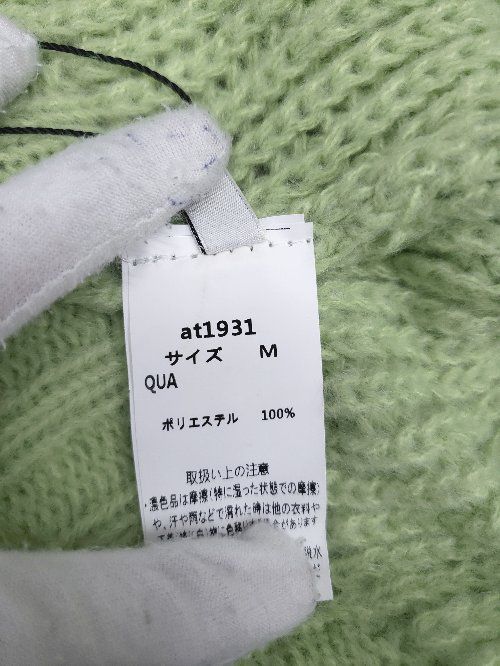 at1931
サイズ M
QUA
ポリエステル 100%
取扱い上の注意
・濃色品は摩擦(特に湿った状態での摩擦)
や、汗や雨などで濡れた時は他の衣料や
脱水